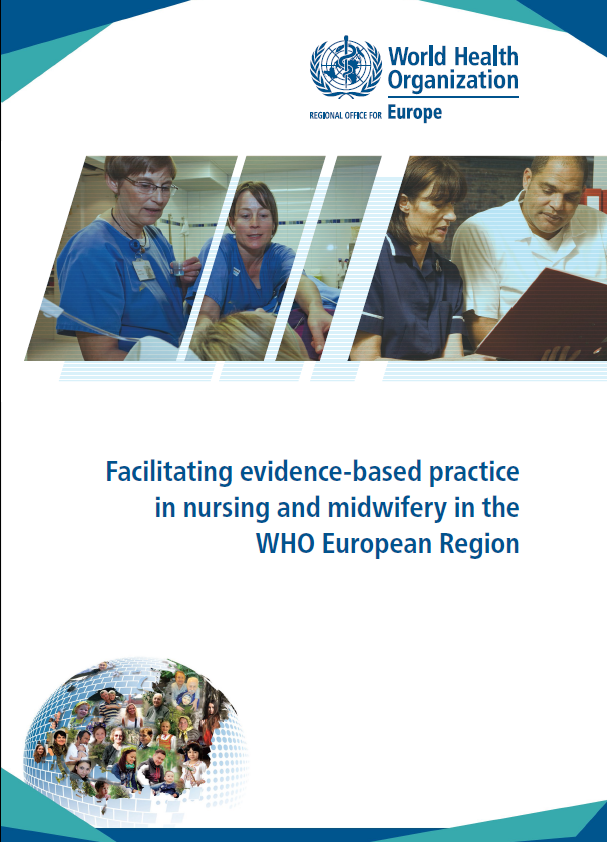 World Health
Organization
REGIONAL OFFICE FOR Europe
Facilitating evidence-based practice
in nursing and midwifery in the
WHO European Region